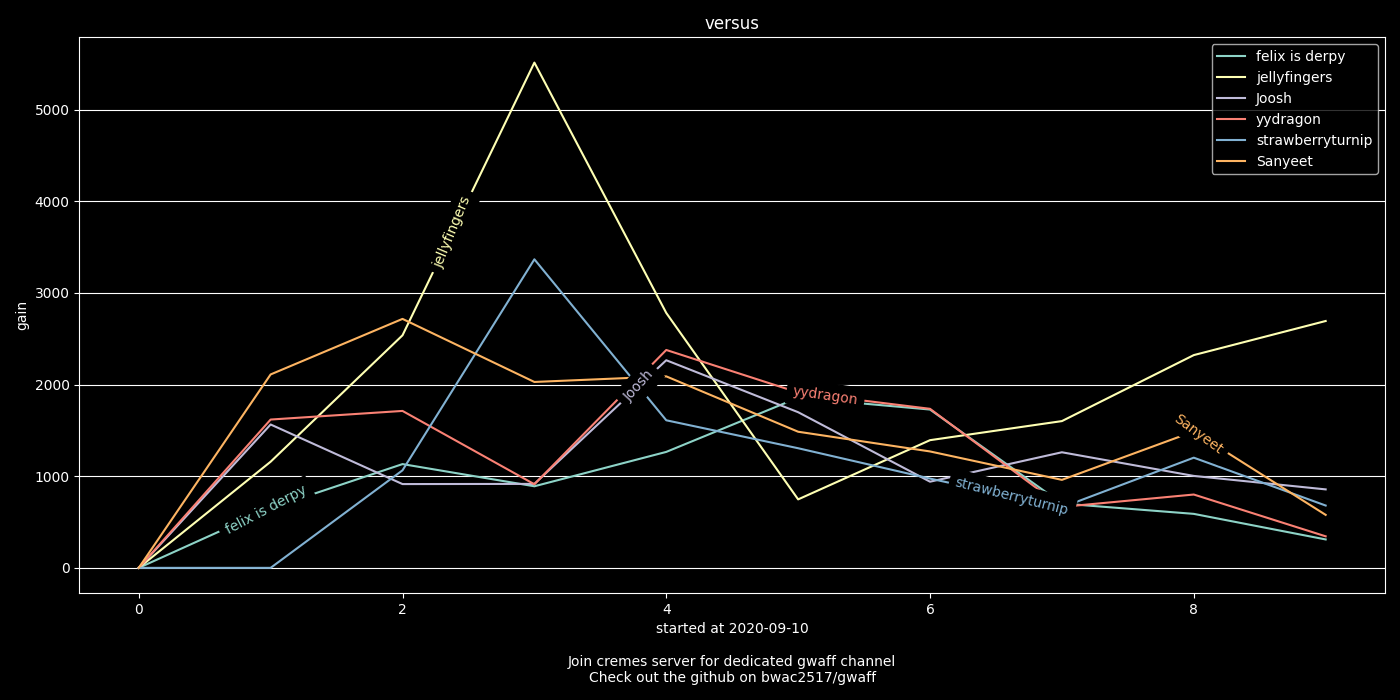 versus
felix is derpy
jellyfingers
Joosh
yydragon
strawberryturnip
Sanyeet
5000
4000
3000
2000
1000
0
gain
jellyfingers
Joosh
yydragon
Sanyeet
felix is derpy
strawberryturnip
0 2 4 6 8
started at 2020-09-10
Join cremes server for dedicated gwaff channel
Check out the github on bwac2517/gwaff